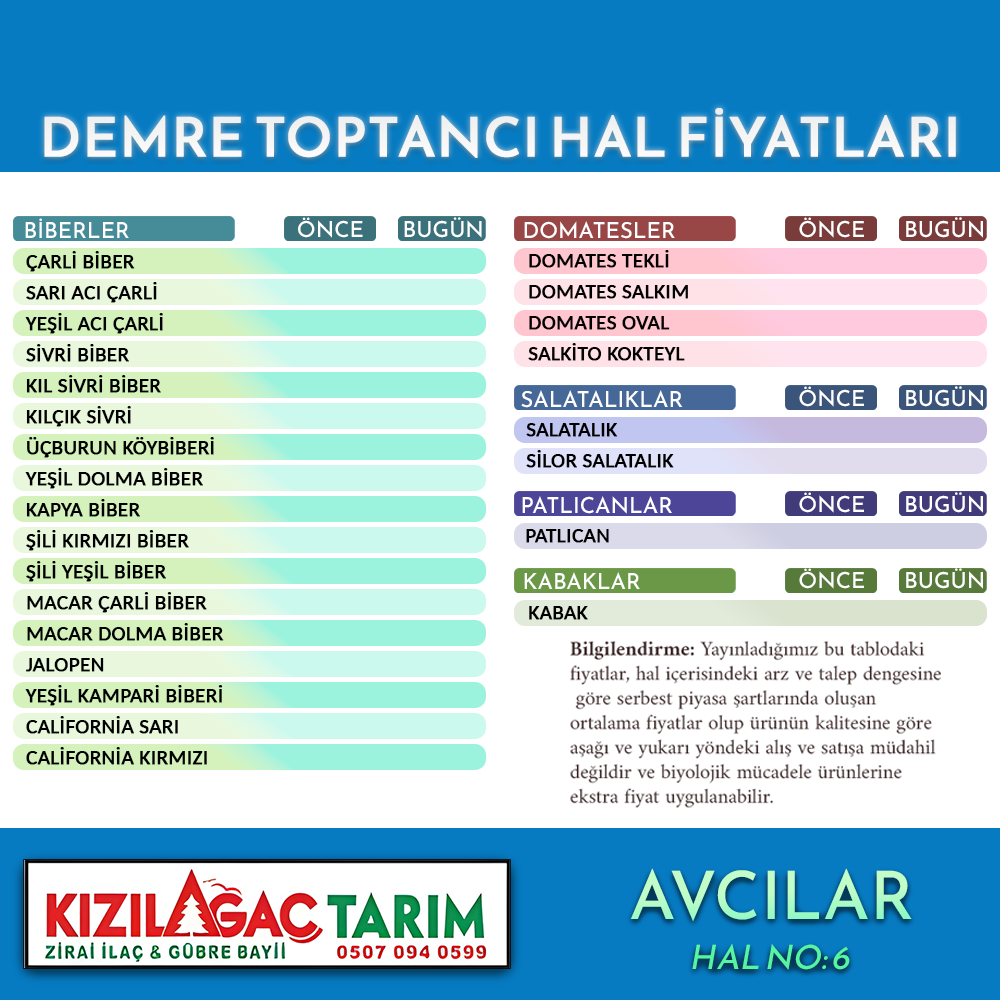 DEMRE TOPTANCI HAL FİYATLARI
BİBERLER ÖNCE BUGÜN
ÇARLİ BİBER
SARI ACI ÇARLİ
YEŞİL ACI ÇARLİ
SİVRİ BİBER
KIL SİVRİ BİBER
KILÇIK SİVRİ
ÜÇBURUN KÖYBİBERİ
YEŞİL DOLMA BİBER
KAPYA BİBER
ŞİLİ KIRMIZI BİBER
ŞİLİ YEŞİL BİBER
MACAR ÇARLİ BİBER
MACAR DOLMA BİBER
JALOPEN
YEŞİL KAMPARİ BİBERİ
CALİFORNİA SARI
CALİFORNİA KIRMIZI
DOMATESLER ÖNCE BUGÜN
DOMATES TEKLİ
DOMATES SALKIM
DOMATES OVAL
SALKİTO KOKTEYL
SALATALIKLAR ÖNCE BUGÜN
SALATALIK
SİLOR SALATALIK
PATLICANLAR ÖNCE BUGÜN
PATLICAN
KABAKLAR ÖNCE BUGÜN
KABAK
Bilgilendirme: Yayınladığımız bu tablodaki
fiyatlar, hal içerisindeki arz ve talep dengesine
göre serbest piyasa şartlarında oluşan
ortalama fiyatlar olup ürünün kalitesine göre
aşağı ve yukarı yöndeki alış ve satışa müdahil
değildir ve biyolojik mücadele ürünlerine
ekstra fiyat uygulanabilir.
KIZILAGAÇ TARIM
ZİRAİ İLAÇ & GÜBRE BAYİİ 0507 094 0599
AVCILAR
HAL NO:6